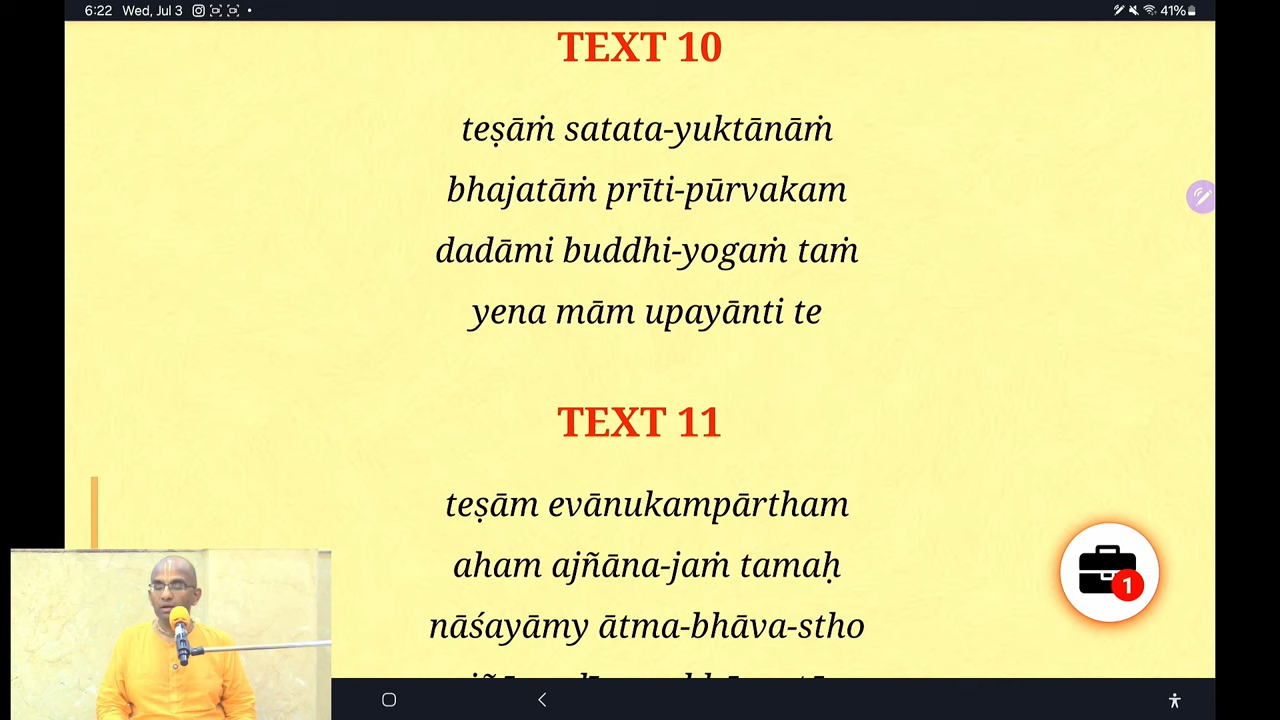 6:22 Wed, Jul 3
41%
TEXT 10
teṣāṁ satata-yuktānāṁ
bhajatāṁ prīti-pūrvakam
dadāmi buddhi-yogaṁ taṁ
yena mām upayānti te
TEXT 11
teṣām evānukampārtham
aham ajñāna-jaṁ tamaḥ
nāśayāmy ātma-bhāva-stho
1